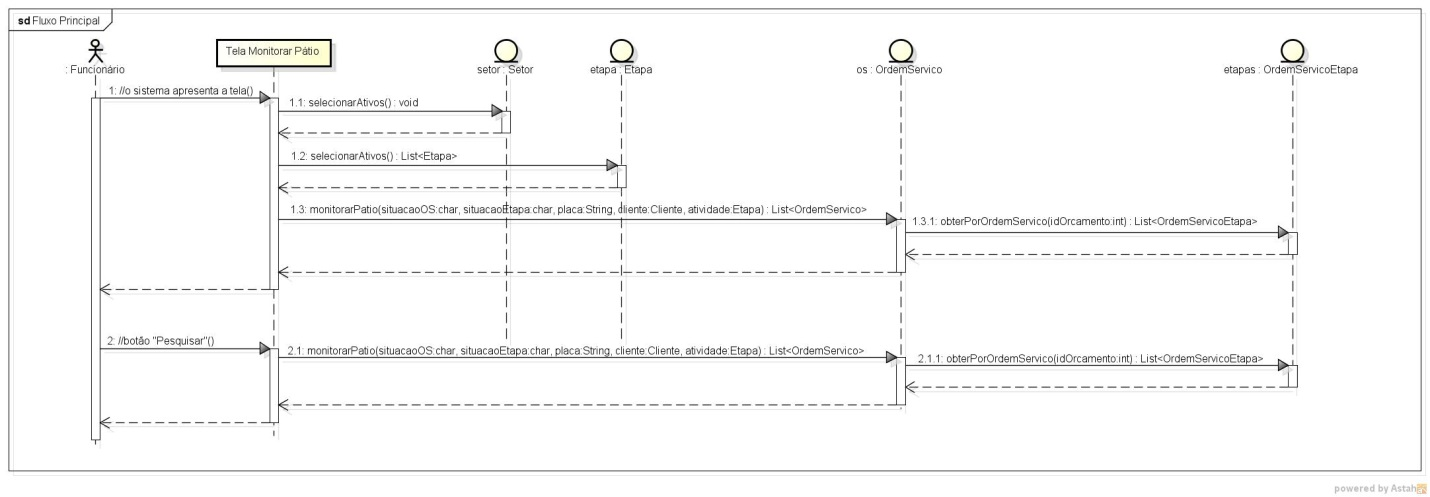 sd Fluxo Principal
: Funcionário
Tela Monitorar Pátio
setor : Setor
etapa : Etapa
os : OrdemServico
etapas : OrdemServicoEtapa
1: //o sistema apresenta a tela()
1.1: selecionarAtivos() : void
1.2: selecionarAtivos() : List<Etapa>
1.3: monitorarPatio(situacaoOS:char, situacaoEtapa:char, placa:String, cliente:Cliente, atividade:Etapa) : List<OrdemServico>
1.3.1: obterPorOrdemServico(idOrcamento:int) : List<OrdemServicoEtapa>
2: //botão "Pesquisar"()
2.1: monitorarPatio(situacaoOS:char, situacaoEtapa:char, placa:String, cliente:Cliente, atividade:Etapa) : List<OrdemServico>
2.1.1: obterPorOrdemServico(idOrcamento:int) : List<OrdemServicoEtapa>
powered by Astah